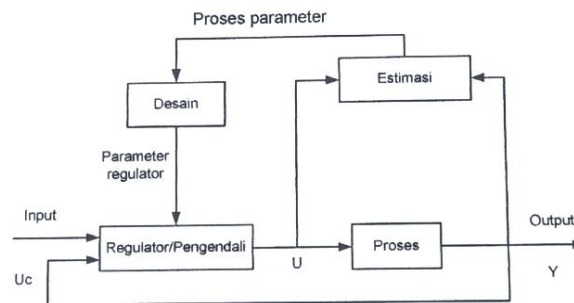 Proses parameter
Estimasi
Desain
Parameter
regulator
Input
Regulator/Pengendali
U
Proses
Output
Uc
Y